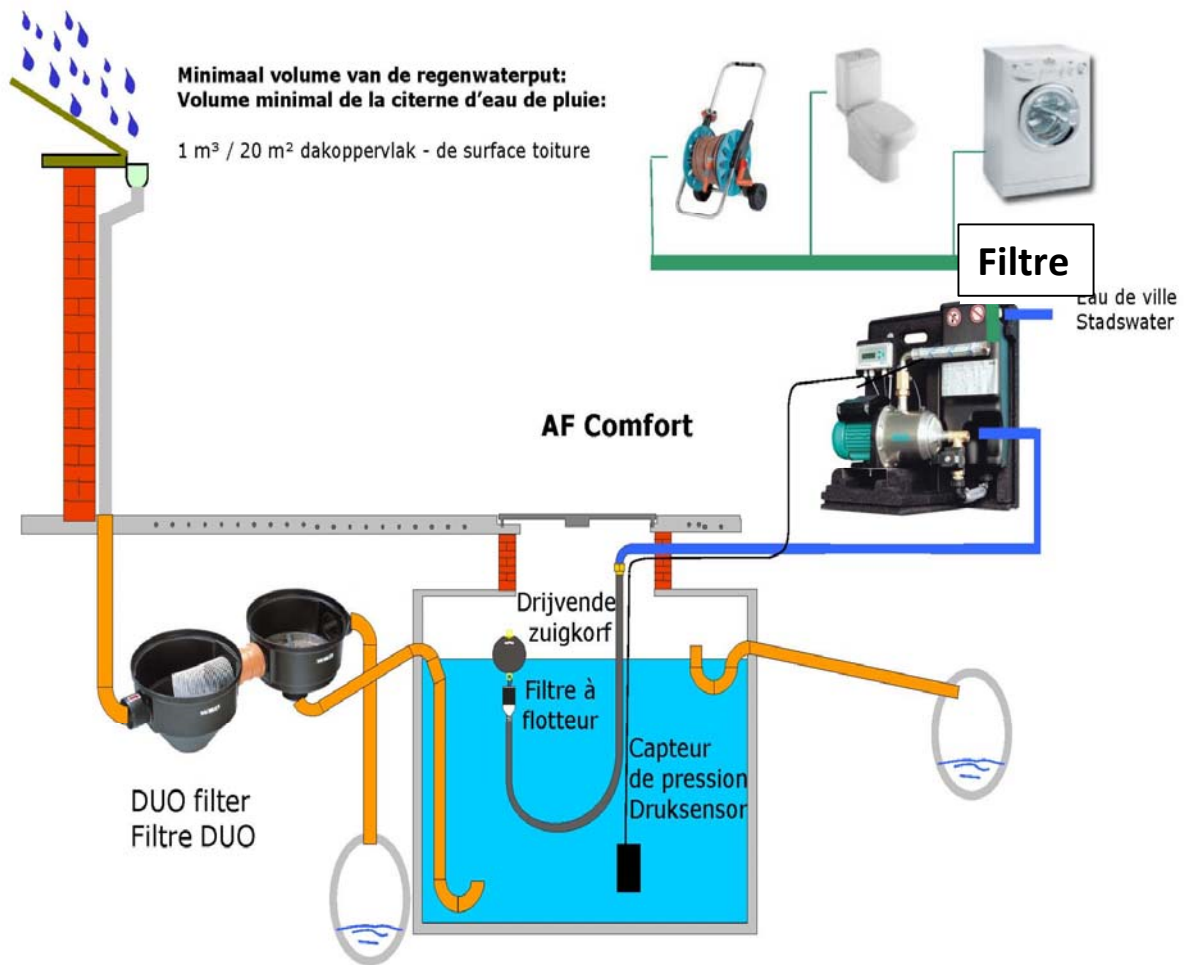 Minimaal volume van de regenwaterput:
Volume minimal de la citerne d'eau de pluie:
1 m³ / 20 m² dakoppervlak - de surface toiture
Filtre
Eau de ville
Stadswater
AF Comfort
Drijvende
zuigkorf
Filtre à
flotteur
Capteur
de pression
Druksensor
DUO filter
Filtre DUO